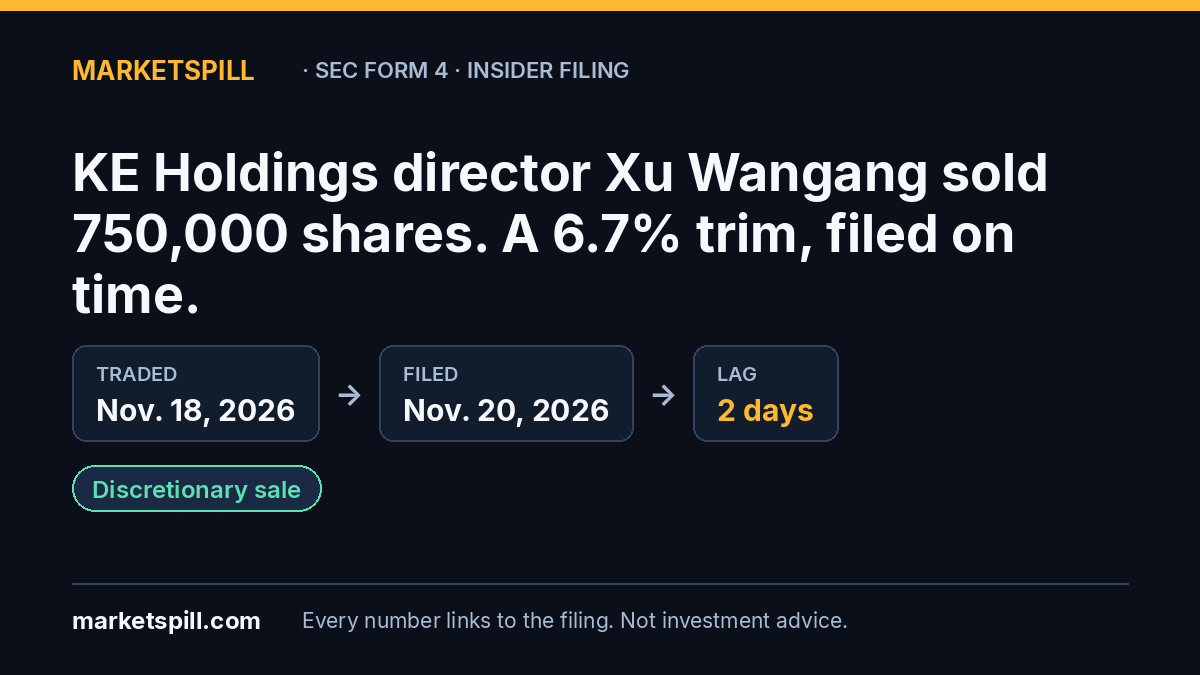 MARKETSPILL · SEC FORM 4 · INSIDER FILING
KE Holdings director Xu Wangang sold
750,000 shares. A 6.7% trim, filed on
time.
TRADED
Nov. 18, 2026
→
FILED
Nov. 20, 2026
→
LAG
2 days
Discretionary sale
marketspill.com Every number links to the filing. Not investment advice.